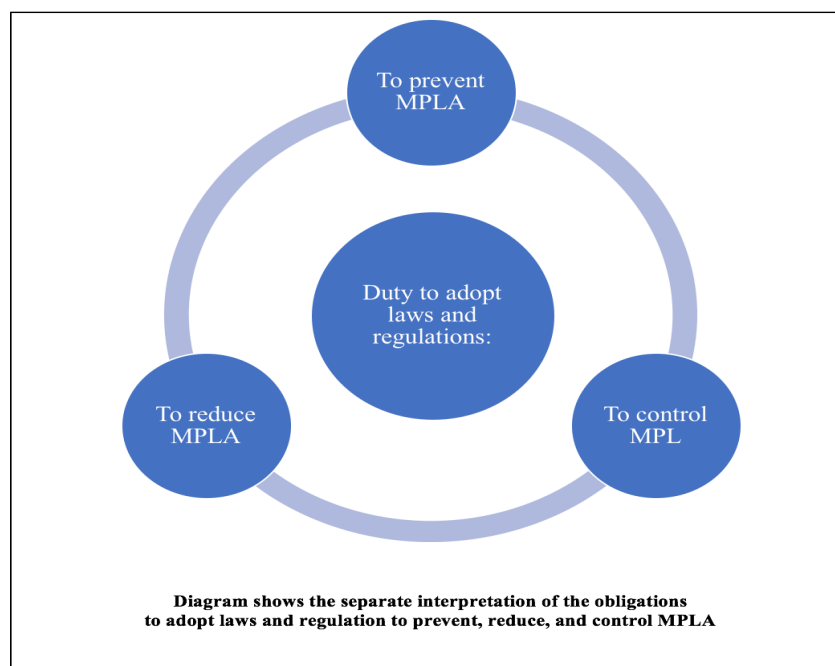 To prevent
MPLA
Duty to adopt
laws and
regulations:
To reduce
MPLA
To control
MPL
Diagram shows the separate interpretation of the obligations
to adopt laws and regulation to prevent, reduce, and control MPLA